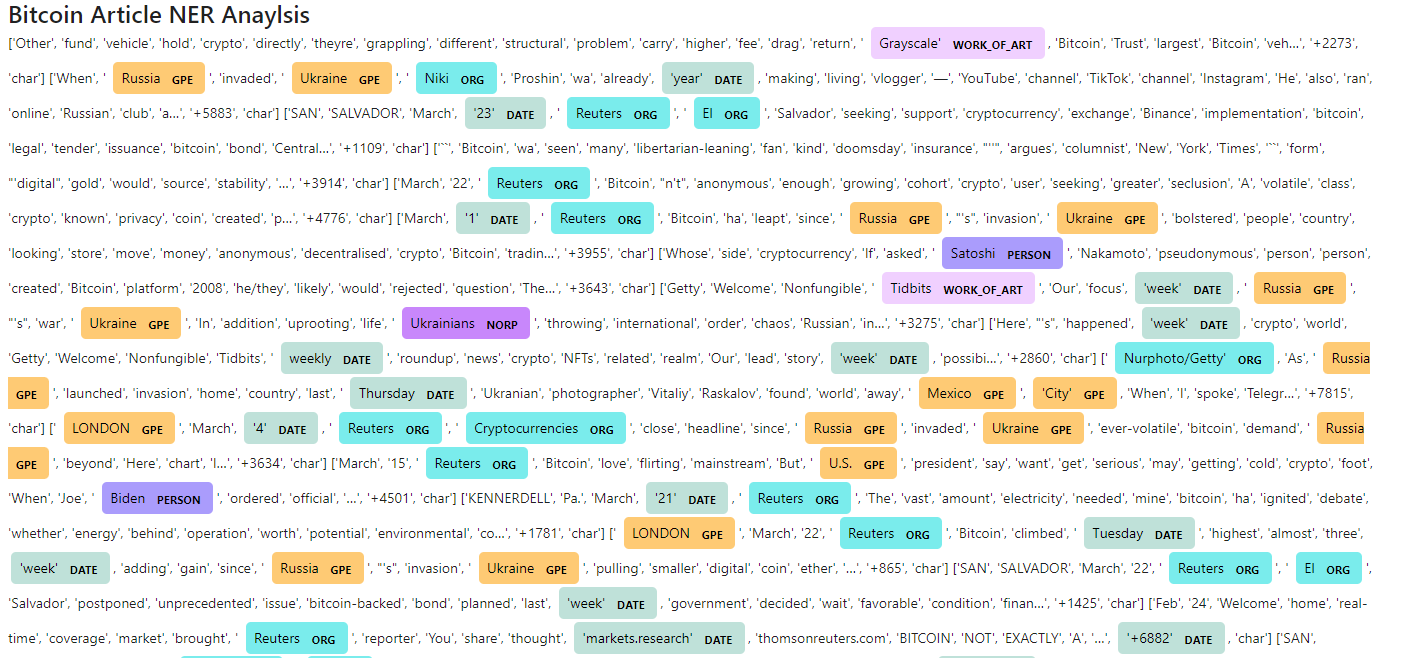 Bitcoin Article NER Anaylsis
['Other', 'fund', 'vehicle', 'hold', 'crypto', 'directly', 'theyre', 'grappling', 'different', 'structural', 'problem', 'carry', 'higher', 'fee', 'drag', 'return', ' Grayscale' WORK_OF_ART , 'Bitcoin', 'Trust', 'largest', 'Bitcoin', 'veh…', '+2273',
'char'] ['When', ' Russia GPE ', 'invaded', ' Ukraine GPE ', ' Niki ORG ', 'Proshin', 'wa', 'already', 'year' DATE , 'making', 'living', 'vlogger', '—', 'YouTube', 'channel', 'TikTok', 'channel', 'Instagram', 'He', 'also', 'ran',
'online', 'Russian', 'club', 'a…', '+5883', 'char'] ['SAN', 'SALVADOR', 'March', '23' DATE , ' Reuters ORG ', ' El ORG ', 'Salvador', 'seeking', 'support', 'cryptocurrency', 'exchange', 'Binance', 'implementation', 'bitcoin',
'legal', 'tender', 'issuance', 'bitcoin', 'bond', 'Central…', '+1109', 'char'] ['``', 'Bitcoin', 'wa', 'seen', 'many', 'libertarian-leaning', 'fan', 'kind', 'doomsday', 'insurance', "''", 'argues', 'columnist', 'New', 'York', 'Times', '``', 'form',
"'digital", 'gold', 'would', 'source', 'stability', '…', '+3914', 'char'] ['March', '22', ' Reuters ORG ', 'Bitcoin', "n't", 'anonymous', 'enough', 'growing', 'cohort', 'crypto', 'user', 'seeking', 'greater', 'seclusion', 'A', 'volatile', 'class',
'crypto', 'known', 'privacy', 'coin', 'created', 'p…', '+4776', 'char'] ['March', '1' DATE , ' Reuters ORG ', 'Bitcoin', 'ha', 'leapt', 'since', ' Russia GPE ', "'s", 'invasion', ' Ukraine GPE ', 'bolstered', 'people', 'country',
'looking', 'store', 'move', 'money', 'anonymous', 'decentralised', 'crypto', 'Bitcoin', 'tradin…', '+3955', 'char'] ['Whose', 'side', 'cryptocurrency', 'If', 'asked', ' Satoshi PERSON ', 'Nakamoto', 'pseudonymous', 'person', 'person',
'created', 'Bitcoin', 'platform', '2008', 'he/they', 'likely', 'would', 'rejected', 'question', 'The…', '+3643', 'char'] ['Getty', 'Welcome', 'Nonfungible', ' Tidbits WORK_OF_ART ', 'Our', 'focus', 'week' DATE , ' Russia GPE ',
"'s", 'war', ' Ukraine GPE ', 'In', 'addition', 'uprooting', 'life', ' Ukrainians NORP ', 'throwing', 'international', 'order', 'chaos', 'Russian', 'in…', '+3275', 'char'] ['Here', "'s", 'happened', 'week' DATE , 'crypto', 'world',
'Getty', 'Welcome', 'Nonfungible', 'Tidbits', ' weekly DATE ', 'roundup', 'news', 'crypto', 'NFTs', 'related', 'realm', 'Our', 'lead', 'story', 'week' DATE , 'possibi…', '+2860', 'char'] [' Nurphoto/Getty' ORG , 'As', ' Russia
GPE ', 'launched', 'invasion', 'home', 'country', 'last', ' Thursday DATE ', 'Ukranian', 'photographer', 'Vitaliy', 'Raskalov', 'found', 'world', 'away', ' Mexico GPE ', 'City' GPE , 'When', 'I', 'spoke', 'Telegr…', '+7815',
'char'] [' LONDON GPE ', 'March', '4' DATE , ' Reuters ORG ', ' Cryptocurrencies ORG ', 'close', 'headline', 'since', ' Russia GPE ', 'invaded', ' Ukraine GPE ', 'ever-volatile', 'bitcoin', 'demand', ' Russia
GPE ', 'beyond', 'Here', 'chart', 'I…', '+3634', 'char'] ['March', '15', ' Reuters ORG ', 'Bitcoin', 'love', 'flirting', 'mainstream', 'But', ' U.S. GPE ', 'president', 'say', 'want', 'get', 'serious', 'may', 'getting', 'cold', 'crypto', 'foot',
'When', 'Joe', ' Biden PERSON ', 'ordered', 'official', '…', '+4501', 'char'] ['KENNERDELL', 'Pa.', 'March', '21' DATE , ' Reuters ORG ', 'The', 'vast', 'amount', 'electricity', 'needed', 'mine', 'bitcoin', 'ha', 'ignited', 'debate',
'whether', 'energy', 'behind', 'operation', 'worth', 'potential', 'environmental', 'co…', '+1781', 'char'] [' LONDON GPE ', 'March', '22', ' Reuters ORG ', 'Bitcoin', 'climbed', ' Tuesday DATE ', 'highest', 'almost', 'three',
'week' DATE , 'adding', 'gain', 'since', ' Russia GPE ', "'s", 'invasion', ' Ukraine GPE ', 'pulling', 'smaller', 'digital', 'coin', 'ether', '…', '+865', 'char'] ['SAN', 'SALVADOR', 'March', '22', ' Reuters ORG ', ' El ORG ',
'Salvador', 'postponed', 'unprecedented', 'issue', 'bitcoin-backed', 'bond', 'planned', 'last', 'week' DATE , 'government', 'decided', 'wait', 'favorable', 'condition', 'finan…', '+1425', 'char'] ['Feb', '24', 'Welcome', 'home', 'real-
time', 'coverage', 'market', 'brought', ' Reuters ORG ', 'reporter', 'You', 'share', 'thought', 'markets.research' DATE , 'thomsonreuters.com', 'BITCOIN', 'NOT', 'EXACTLY', 'A', '…', '+6882' DATE , 'char'] ['SAN',